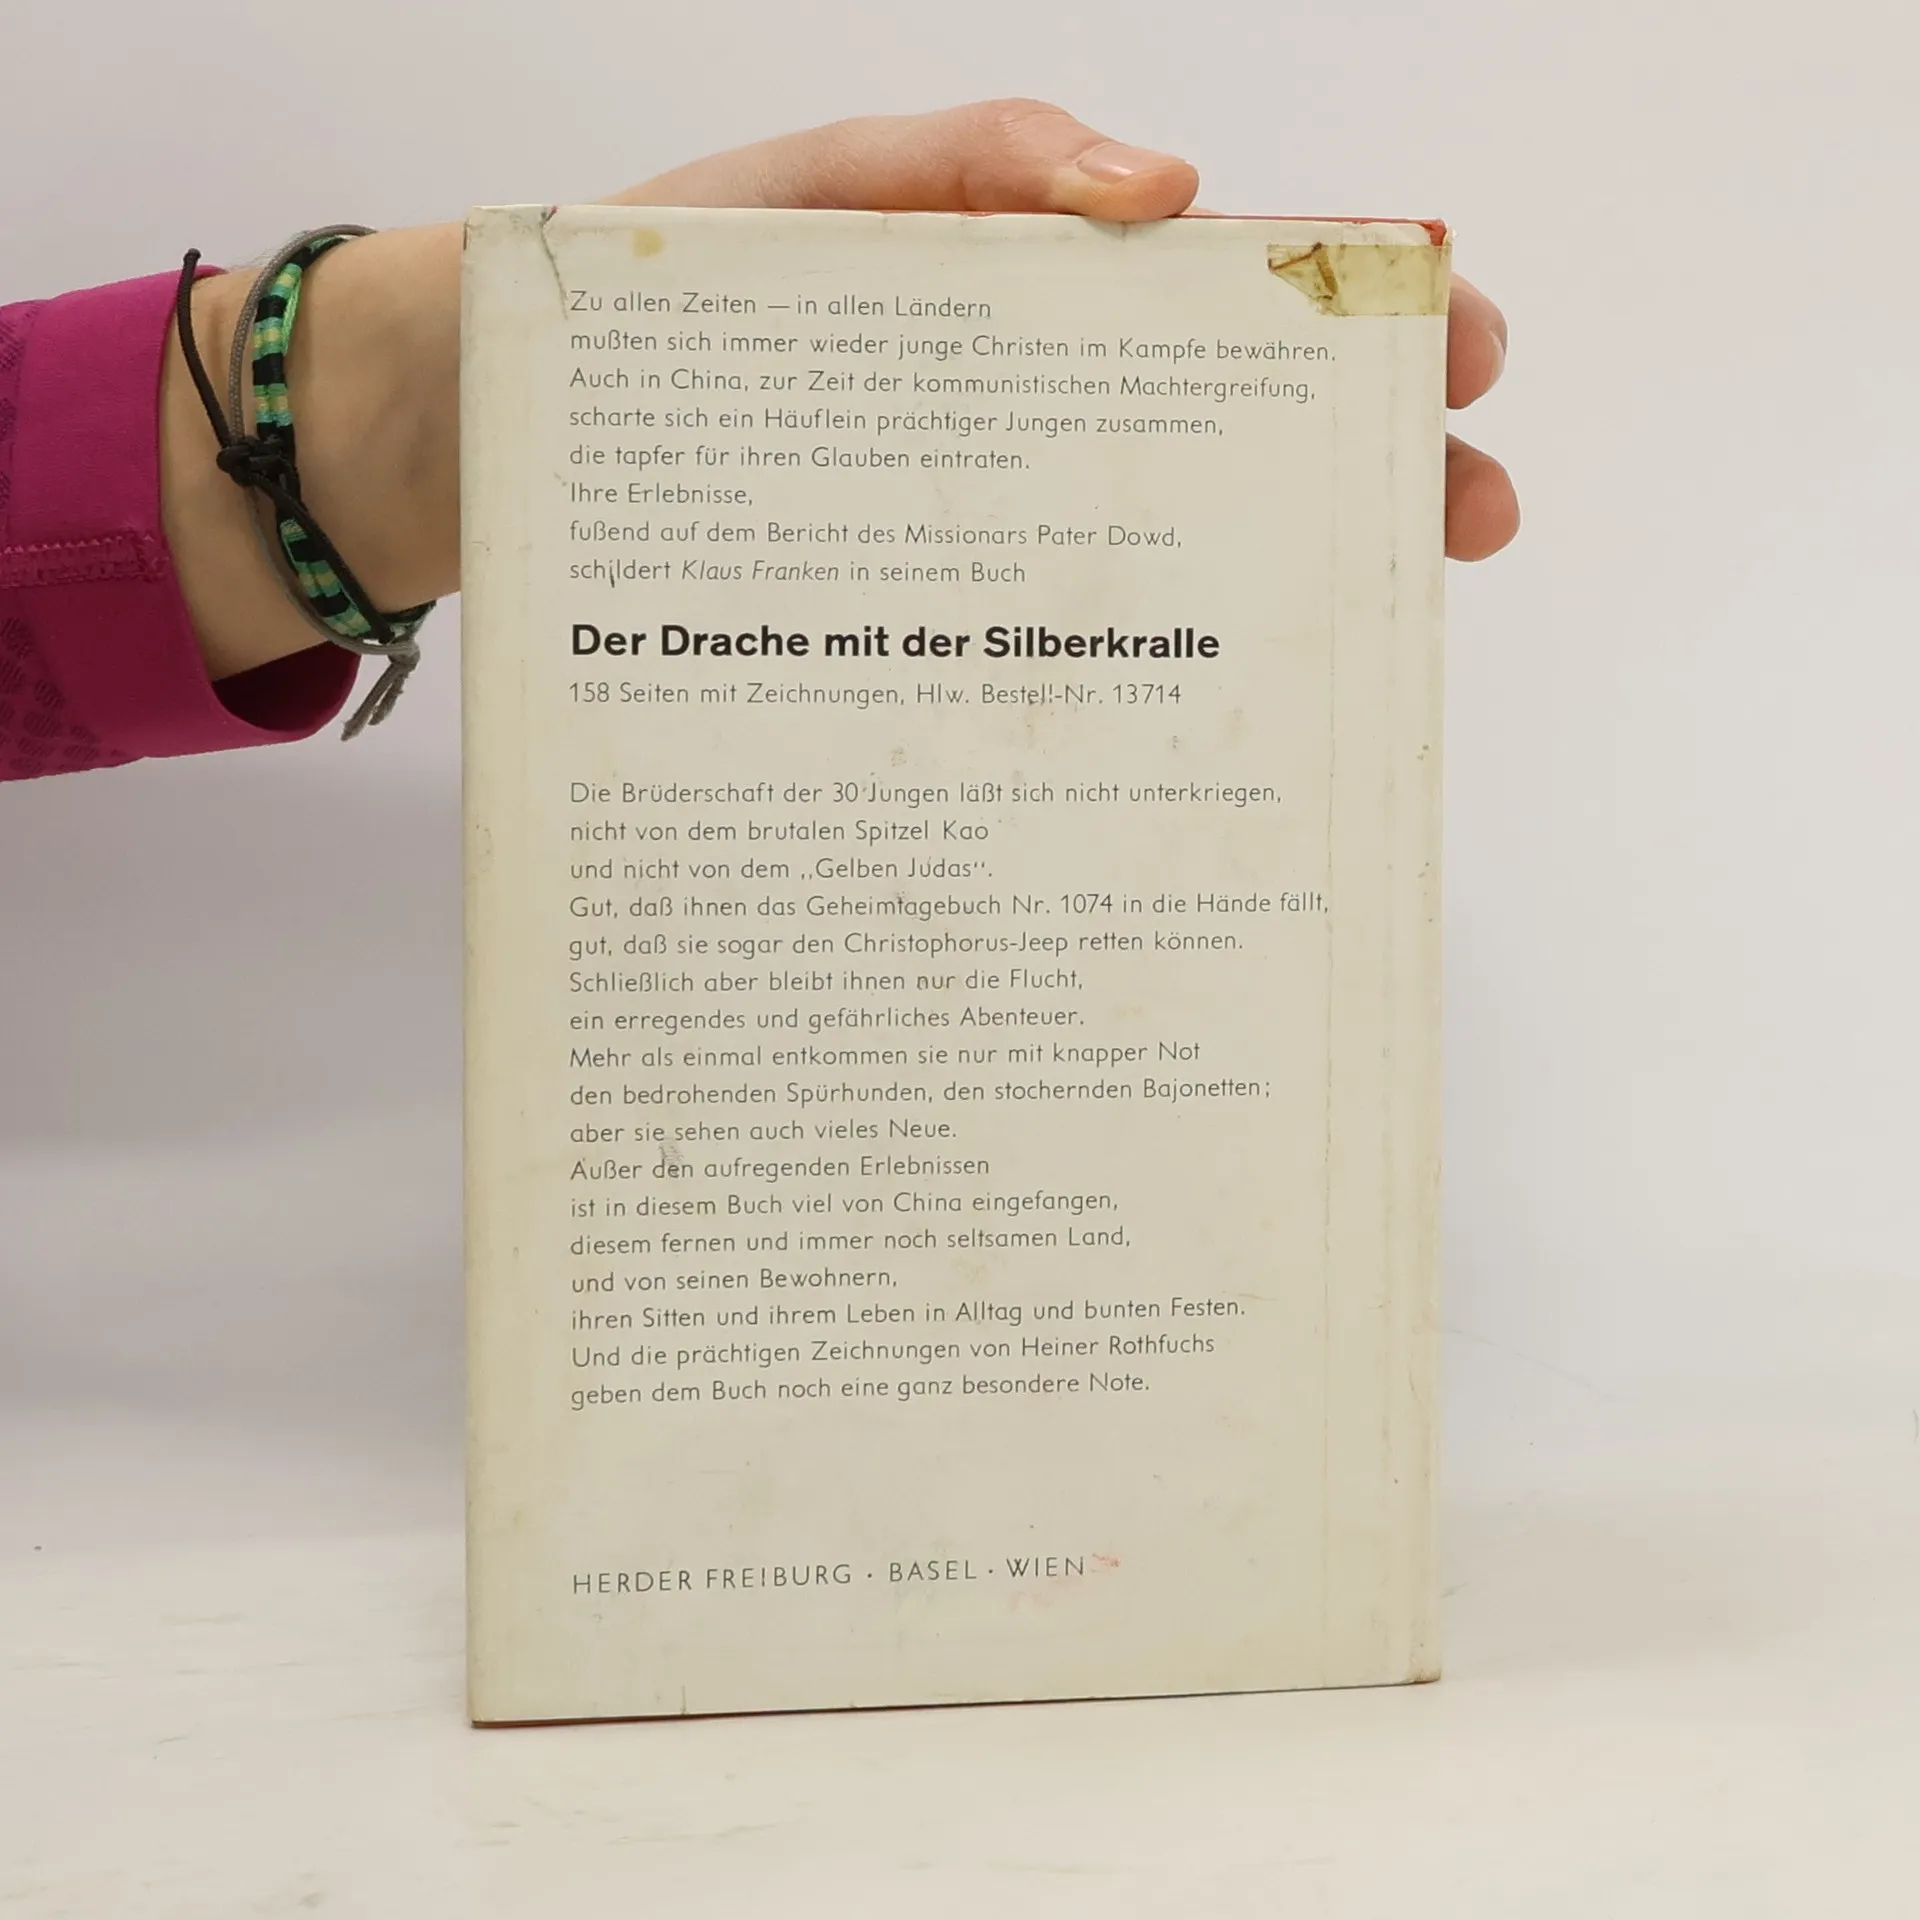 Zu allen Zeiten — in allen Ländern
mußten sich immer wieder junge Christen im Kampfe bewähren.
Auch in China, zur Zeit der kommunistischen Machtergreifung,
scharte sich ein Häuflein prächtiger Jungen zusammen,
die tapfer für ihren Glauben eintraten.
Ihre Erlebnisse,
fußend auf dem Bericht des Missionars Pater Dowd,
schildert Klaus Franken in seinem Buch
Der Drache mit der Silberkralle
158 Seiten mit Zeichnungen, Hlw. Bestell-Nr. 13714
Die Brüderschaft der 30 Jungen läßt sich nicht unterkriegen,
nicht von dem brutalen Spitzel Kao
und nicht von dem „Gelben Judas“.
Gut, daß ihnen das Geheimtagebuch Nr. 1074 in die Hände fällt,
gut, daß sie sogar den Christophorus-Jeep retten können.
Schließlich aber bleibt ihnen nur die Flucht,
ein erregendes und gefährliches Abenteuer.
Mehr als einmal entkommen sie nur mit knapper Not
den bedrohenden Spürhunden, den stochernden Bajonetten;
aber sie sehen auch vieles Neue.
Außer den aufregenden Erlebnissen
ist in diesem Buch viel von China eingefangen,
diesem fernen und immer noch seltsamen Land,
und von seinen Bewohnern,
ihren Sitten und ihrem Leben in Alltag und bunten Festen.
Und die prächtigen Zeichnungen von Heiner Rothfuchs
geben dem Buch noch eine ganz besondere Note.
HERDER FREIBURG · BASEL · WIEN